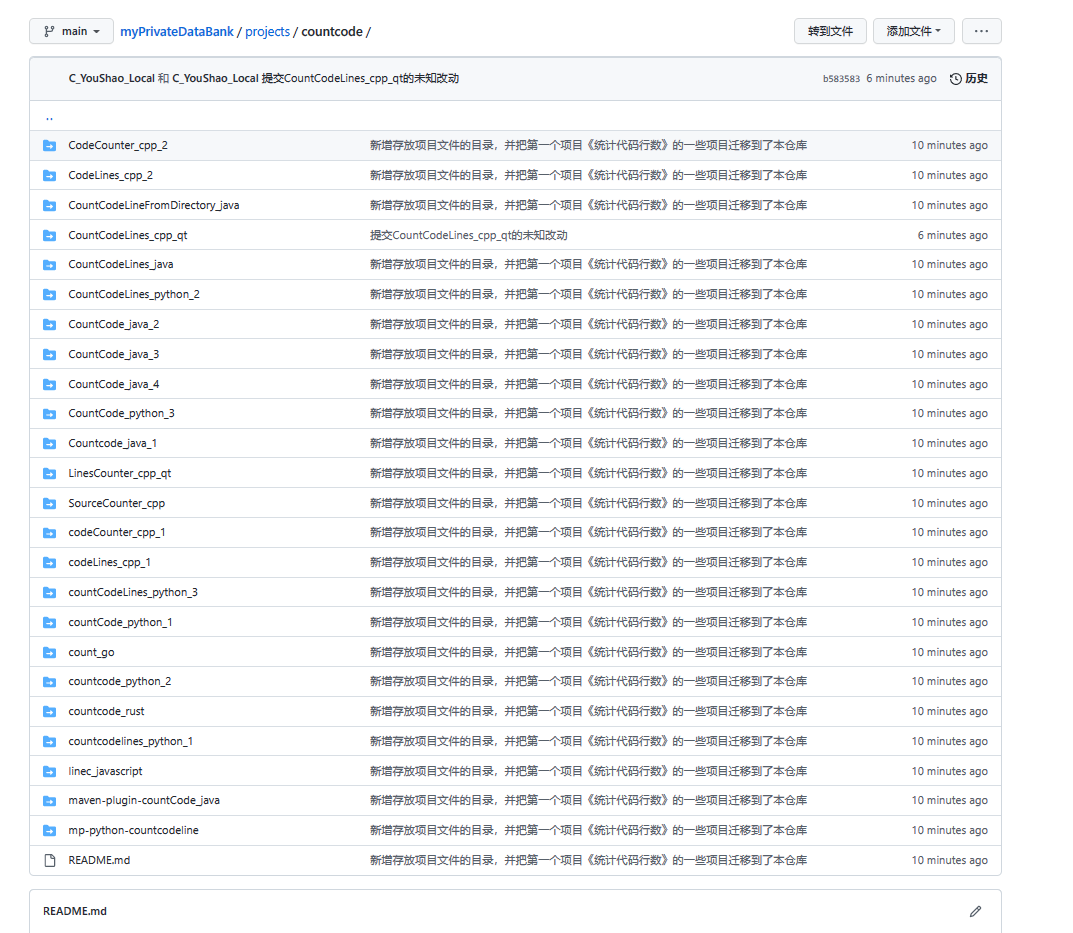 main myPrivateDataBank / projects / countcode / 转到文件 添加文件 ...
C_YouShao_Local 和 C_YouShao_Local 提交CountCodeLines_cpp_qt的未知改动 b583583 6 minutes ago 历史
..
CodeCounter_cpp_2 新增存放项目文件的目录，并把第一个项目《统计代码行数》的一些项目迁移到了本仓库 10 minutes ago
CodeLines_cpp_2 新增存放项目文件的目录，并把第一个项目《统计代码行数》的一些项目迁移到了本仓库 10 minutes ago
CountCodeLineFromDirectory_java 新增存放项目文件的目录，并把第一个项目《统计代码行数》的一些项目迁移到了本仓库 10 minutes ago
CountCodeLines_cpp_qt 提交CountCodeLines_cpp_qt的未知改动 6 minutes ago
CountCodeLines_java 新增存放项目文件的目录，并把第一个项目《统计代码行数》的一些项目迁移到了本仓库 10 minutes ago
CountCodeLines_python_2 新增存放项目文件的目录，并把第一个项目《统计代码行数》的一些项目迁移到了本仓库 10 minutes ago
CountCode_java_2 新增存放项目文件的目录，并把第一个项目《统计代码行数》的一些项目迁移到了本仓库 10 minutes ago
CountCode_java_3 新增存放项目文件的目录，并把第一个项目《统计代码行数》的一些项目迁移到了本仓库 10 minutes ago
CountCode_java_4 新增存放项目文件的目录，并把第一个项目《统计代码行数》的一些项目迁移到了本仓库 10 minutes ago
CountCode_python_3 新增存放项目文件的目录，并把第一个项目《统计代码行数》的一些项目迁移到了本仓库 10 minutes ago
Countcode_java_1 新增存放项目文件的目录，并把第一个项目《统计代码行数》的一些项目迁移到了本仓库 10 minutes ago
LinesCounter_cpp_qt 新增存放项目文件的目录，并把第一个项目《统计代码行数》的一些项目迁移到了本仓库 10 minutes ago
SourceCounter_cpp 新增存放项目文件的目录，并把第一个项目《统计代码行数》的一些项目迁移到了本仓库 10 minutes ago
codeCounter_cpp_1 新增存放项目文件的目录，并把第一个项目《统计代码行数》的一些项目迁移到了本仓库 10 minutes ago
codeLines_cpp_1 新增存放项目文件的目录，并把第一个项目《统计代码行数》的一些项目迁移到了本仓库 10 minutes ago
countCodeLines_python_3 新增存放项目文件的目录，并把第一个项目《统计代码行数》的一些项目迁移到了本仓库 10 minutes ago
countCode_python_1 新增存放项目文件的目录，并把第一个项目《统计代码行数》的一些项目迁移到了本仓库 10 minutes ago
count_go 新增存放项目文件的目录，并把第一个项目《统计代码行数》的一些项目迁移到了本仓库 10 minutes ago
countcode_python_2 新增存放项目文件的目录，并把第一个项目《统计代码行数》的一些项目迁移到了本仓库 10 minutes ago
countcode_rust 新增存放项目文件的目录，并把第一个项目《统计代码行数》的一些项目迁移到了本仓库 10 minutes ago
countcodelines_python_1 新增存放项目文件的目录，并把第一个项目《统计代码行数》的一些项目迁移到了本仓库 10 minutes ago
linec_javascript 新增存放项目文件的目录，并把第一个项目《统计代码行数》的一些项目迁移到了本仓库 10 minutes ago
maven-plugin-countCode_java 新增存放项目文件的目录，并把第一个项目《统计代码行数》的一些项目迁移到了本仓库 10 minutes ago
mp-python-countcodeline 新增存放项目文件的目录，并把第一个项目《统计代码行数》的一些项目迁移到了本仓库 10 minutes ago
README.md 新增存放项目文件的目录，并把第一个项目《统计代码行数》的一些项目迁移到了本仓库 10 minutes ago
README.md